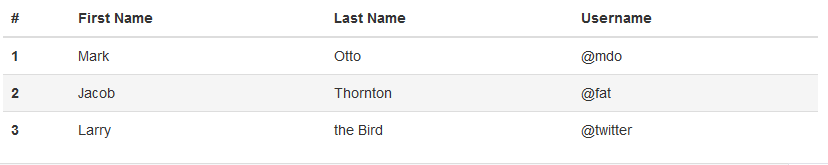 # First Name Last Name Username
1 Mark Otto @mdo
2 Jacob Thornton @fat
3 Larry the Bird @twitter